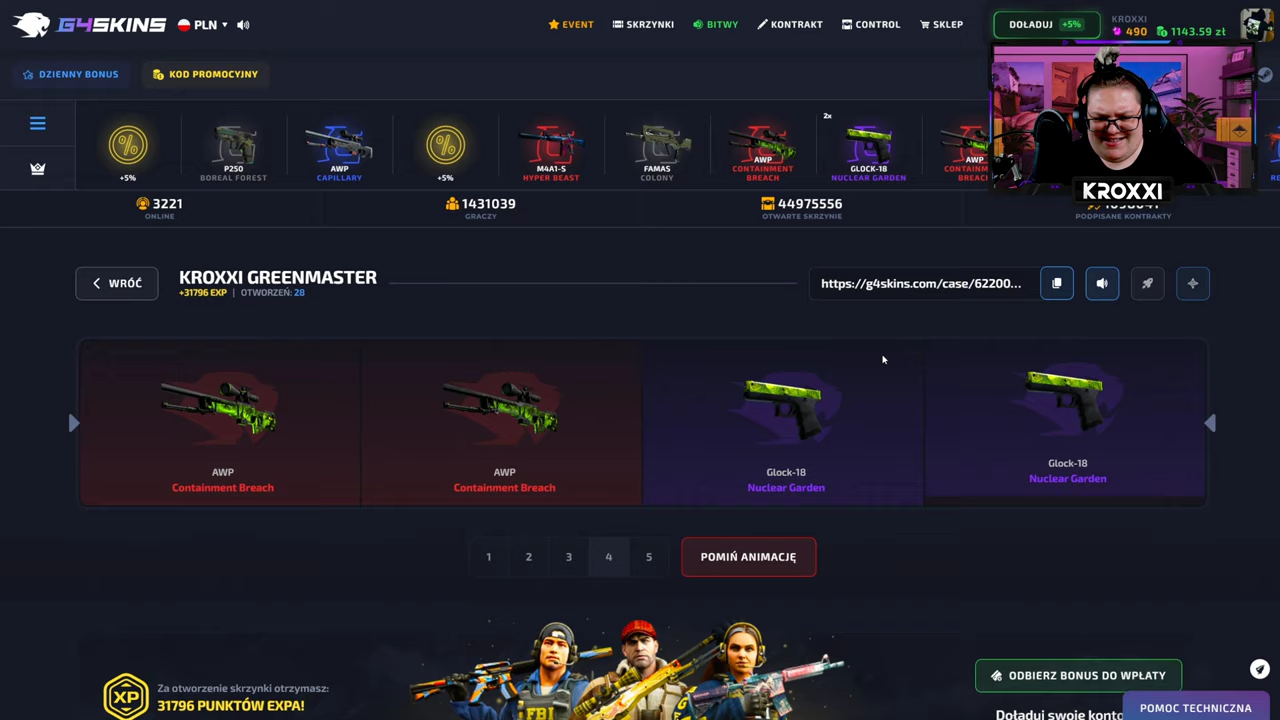 G4SKINS
PLN
EVENT
SKRZYNKI
BITWY
KONTRAKT
CONTROL
SKLEP
DOŁADUJ +5%
KROXXI
490 1143.59 zł
DZIENNY BONUS
KOD PROMOCYJNY
+5%
P250
BOREAL FOREST
AWP
CAPILLARY
+5%
M4A1-S
HYPER BEAST
FAMAS
COLONY
AWP
CONTAINMENT
BREACH
2x
GLOCK-18
NUCLEAR GARDEN
AWP
KROXXI
3221
ONLINE
1431039
GRACZY
44975556
OTWARTE SKRZYNIE
PODPISANE KONTRAKTY
WRÓĆ
KROXXI GREENMASTER
+31796 EXP | OTWORZEŃ: 28
https://g4skins.com/case/62200...
AWP
Containment Breach
AWP
Containment Breach
Glock-18
Nuclear Garden
Glock-18
Nuclear Garden
1 2 3 4 5
POMIŃ ANIMACJĘ
XP
Za otworzenie skrzynki otrzymasz:
31796 PUNKTÓW EXPA!
FBI
ODBIERZ BONUS DO WPŁATY
Doładuj swoje konto
POMOC TECHNICZNA